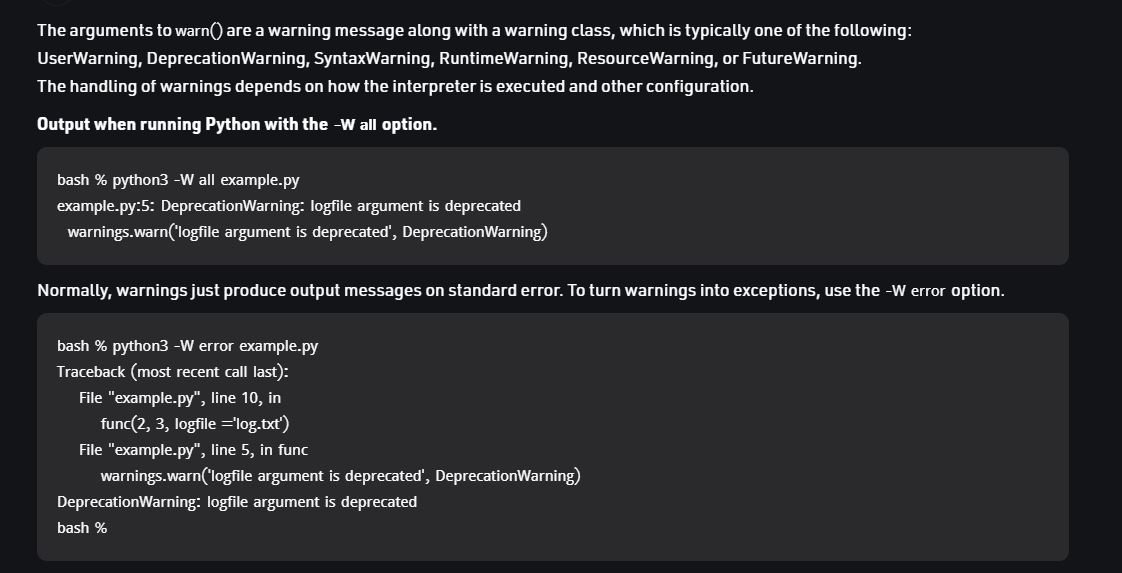 The arguments to warn() are a warning message along with a warning class, which is typically one of the following:
UserWarning, DeprecationWarning, SyntaxWarning, RuntimeWarning, ResourceWarning, or FutureWarning.
The handling of warnings depends on how the interpreter is executed and other configuration.
Output when running Python with the -W all option.
bash % python3 -W all example.py
example.py:5: DeprecationWarning: logfile argument is deprecated
warnings.warn('logfile argument is deprecated', DeprecationWarning)
Normally, warnings just produce output messages on standard error. To turn warnings into exceptions, use the -W error option.
bash % python3 -W error example.py
Traceback (most recent call last):
File "example.py", line 10, in
func(2, 3, logfile ='log.txt')
File "example.py", line 5, in func
warnings.warn('logfile argument is deprecated', DeprecationWarning)
DeprecationWarning: logfile argument is deprecated
bash %